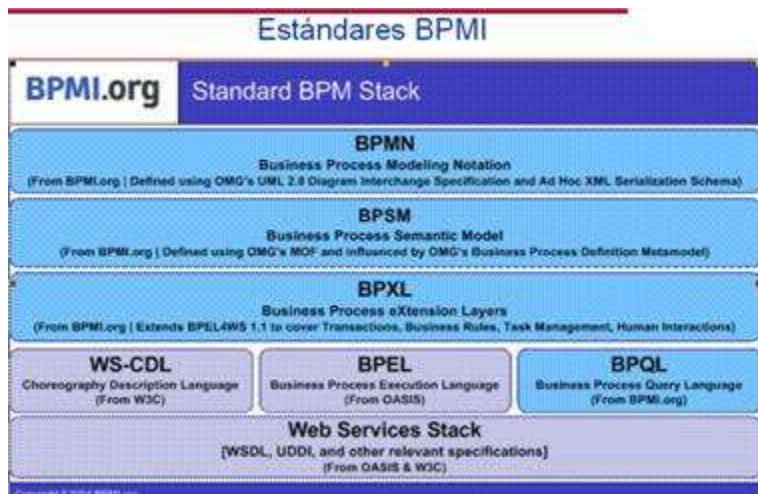 Estándares BPMI
BPMI.org
Standard BPM Stack
BPMN
Business Process Modeling Notation
(From BPMI.org | Defined using OMG's UML 2.0 Diagram Interchange Specification and Ad Hoc XML Serialization Schema)
BPSM
Business Process Semantic Model
(From BPMI.org | Defined using OMG's MOF and influenced by OMG's Business Process Definition Metamodel)
BPXL
Business Process eXtension Layers
(From BPMI.org | Extends BPEL4WS 1.1 to cover Transactions, Business Rules, Task Management, Human Interactions)
WS-CDL
Choreography Description Language
(From W3C)
BPEL
Business Process Execution Language
(From OASIS)
BPQL
Business Process Query Language
(From BPMI.org)
Web Services Stack
[WSDL, UDDI, and other relevant specifications]
(From OASIS & W3C)